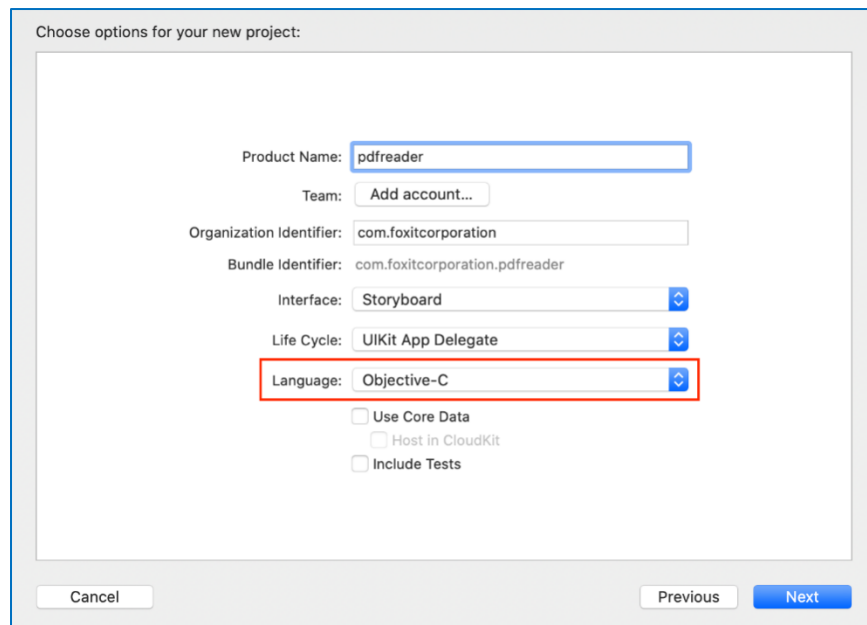 Choose options for your new project:
Product Name: pdfreader
Team: Add account...
Organization Identifier: com.foxitcorporation
Bundle Identifier: com.foxitcorporation.pdfreader
Interface: Storyboard
Life Cycle: UIKit App Delegate
Language: Objective-C
Use Core Data
Host in CloudKit
Include Tests
Cancel Previous Next